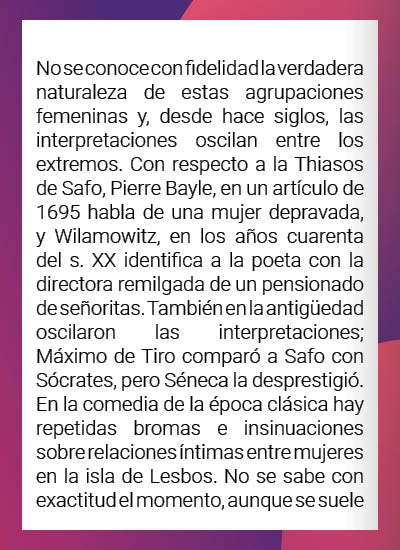 No se conoce con fidelidad la verdadera
naturaleza de estas agrupaciones
femeninas y, desde hace siglos, las
interpretaciones oscilan entre los
extremos. Con respecto a la Thiasos
de Safo, Pierre Bayle, en un artículo de
1695 habla de una mujer depravada,
y Wilamowitz, en los años cuarenta
del s. XX identifica a la poeta con la
directora remilgada de un pensionado
de señoritas. También en la antigüedad
oscilaron las interpretaciones;
Máximo de Tiro comparó a Safo con
Sócrates, pero Séneca la desprestigió.
En la comedia de la época clásica hay
repetidas bromas e insinuaciones
sobre relaciones íntimas entre mujeres
en la isla de Lesbos. No se sabe con
exactitud el momento, aunque se suele